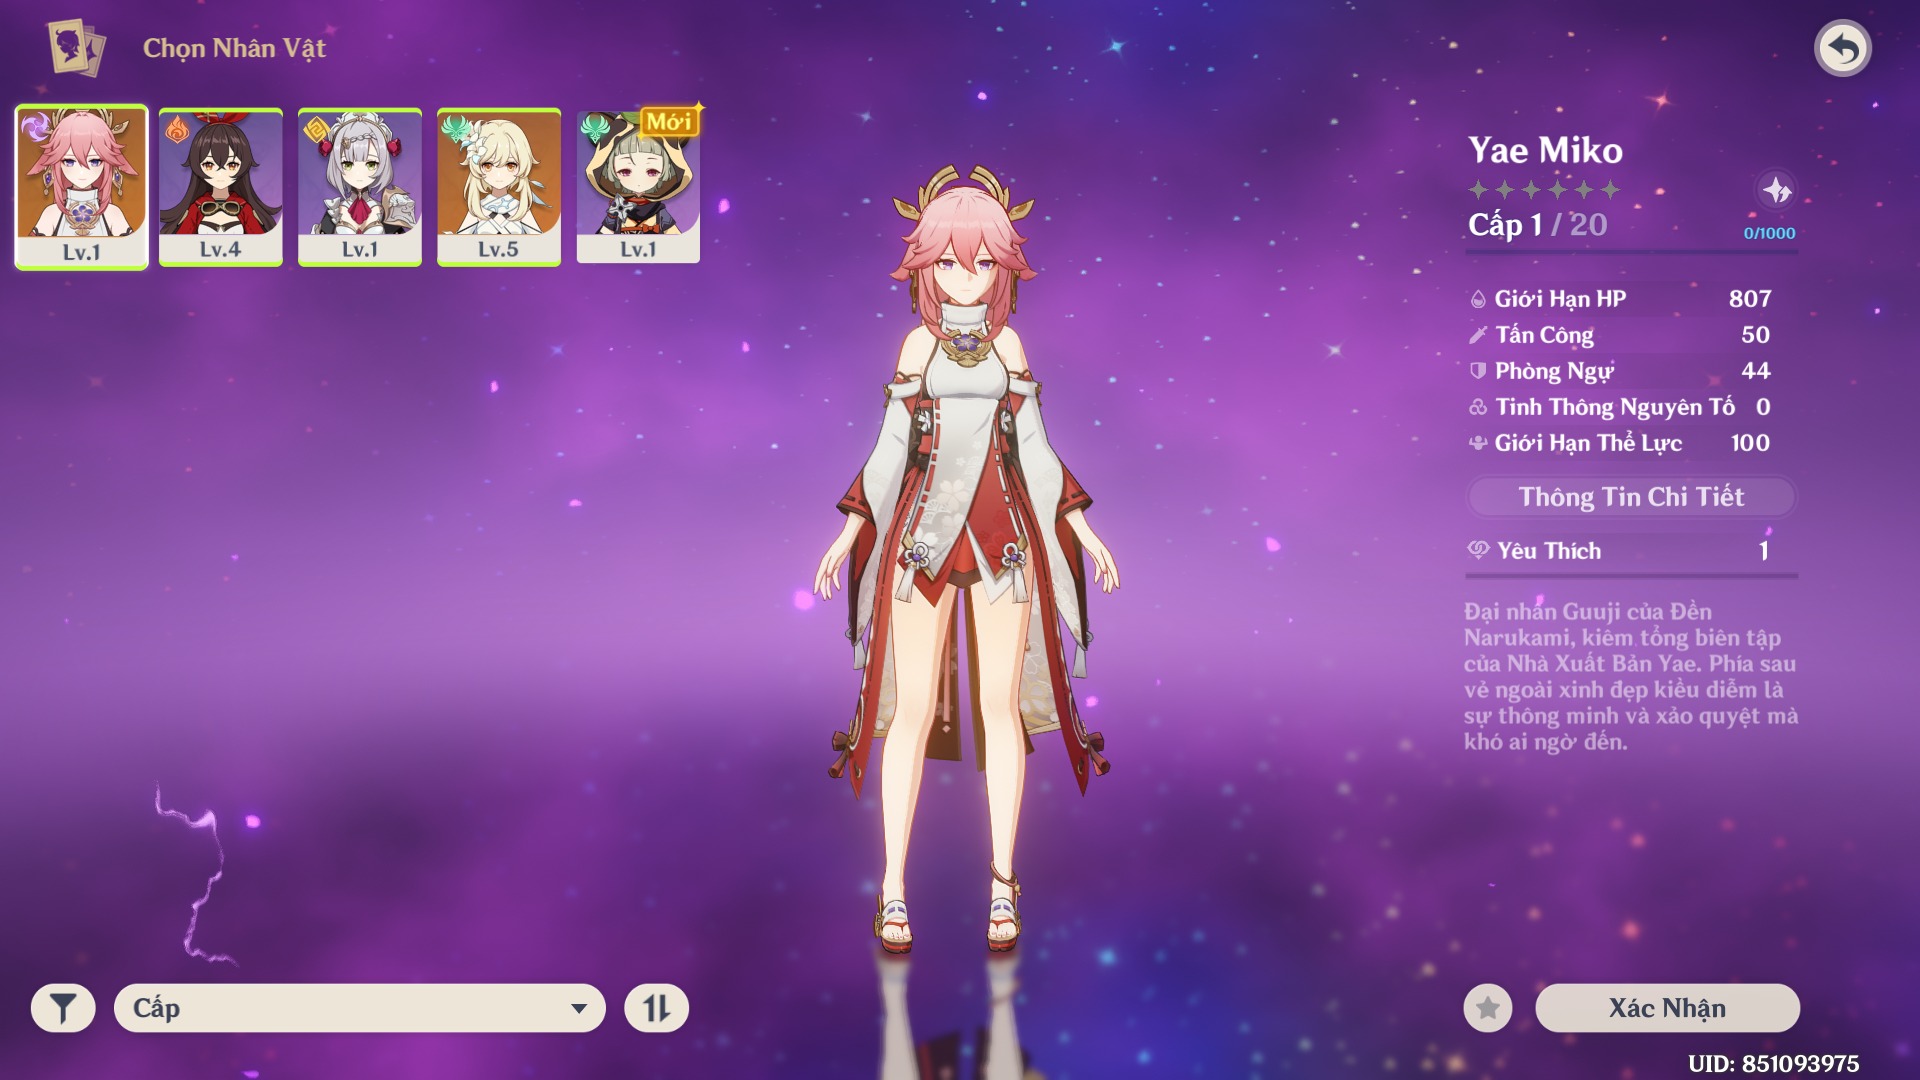 Chọn Nhân Vật
Mới
Lv.1
Lv.4
Lv.1
Lv.5
Lv.1
Yae Miko
Cấp 1 / 20
0/1000
Giới Hạn HP 807
Tấn Công 50
Phòng Ngự 44
Tinh Thông Nguyên Tố 0
Giới Hạn Thể Lực 100
Thông Tin Chi Tiết
Yêu Thích 1
Đại nhân Guuji của Đền
Narukami, kiêm tổng biên tập
của Nhà Xuất Bản Yae. Phía sau
vẻ ngoài xinh đẹp kiều diễm là
sự thông minh và xảo quyệt mà
khó ai ngờ đến.
Cấp
Xác Nhận
UID: 851093975